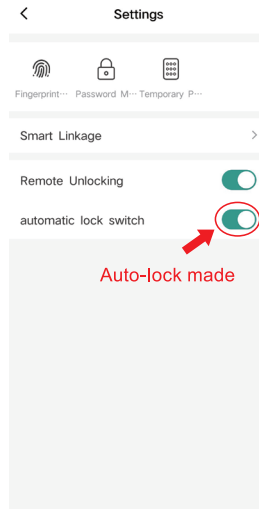 Settings
Fingerprint··· Password M··· Temporary P···
Smart Linkage
Remote Unlocking
automatic lock switch
Auto-lock made